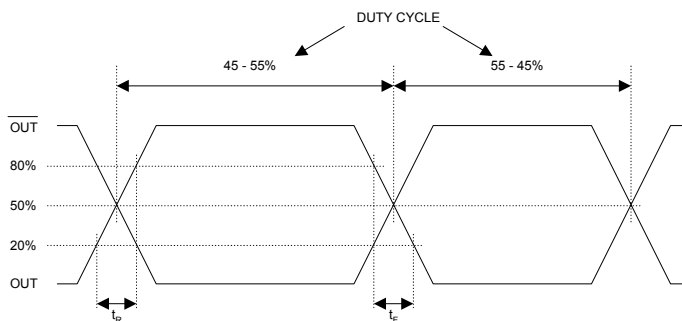 DUTY CYCLE
45 - 55%
55 - 45%
OUT
80%
50%
20%
OUT
tR
tF